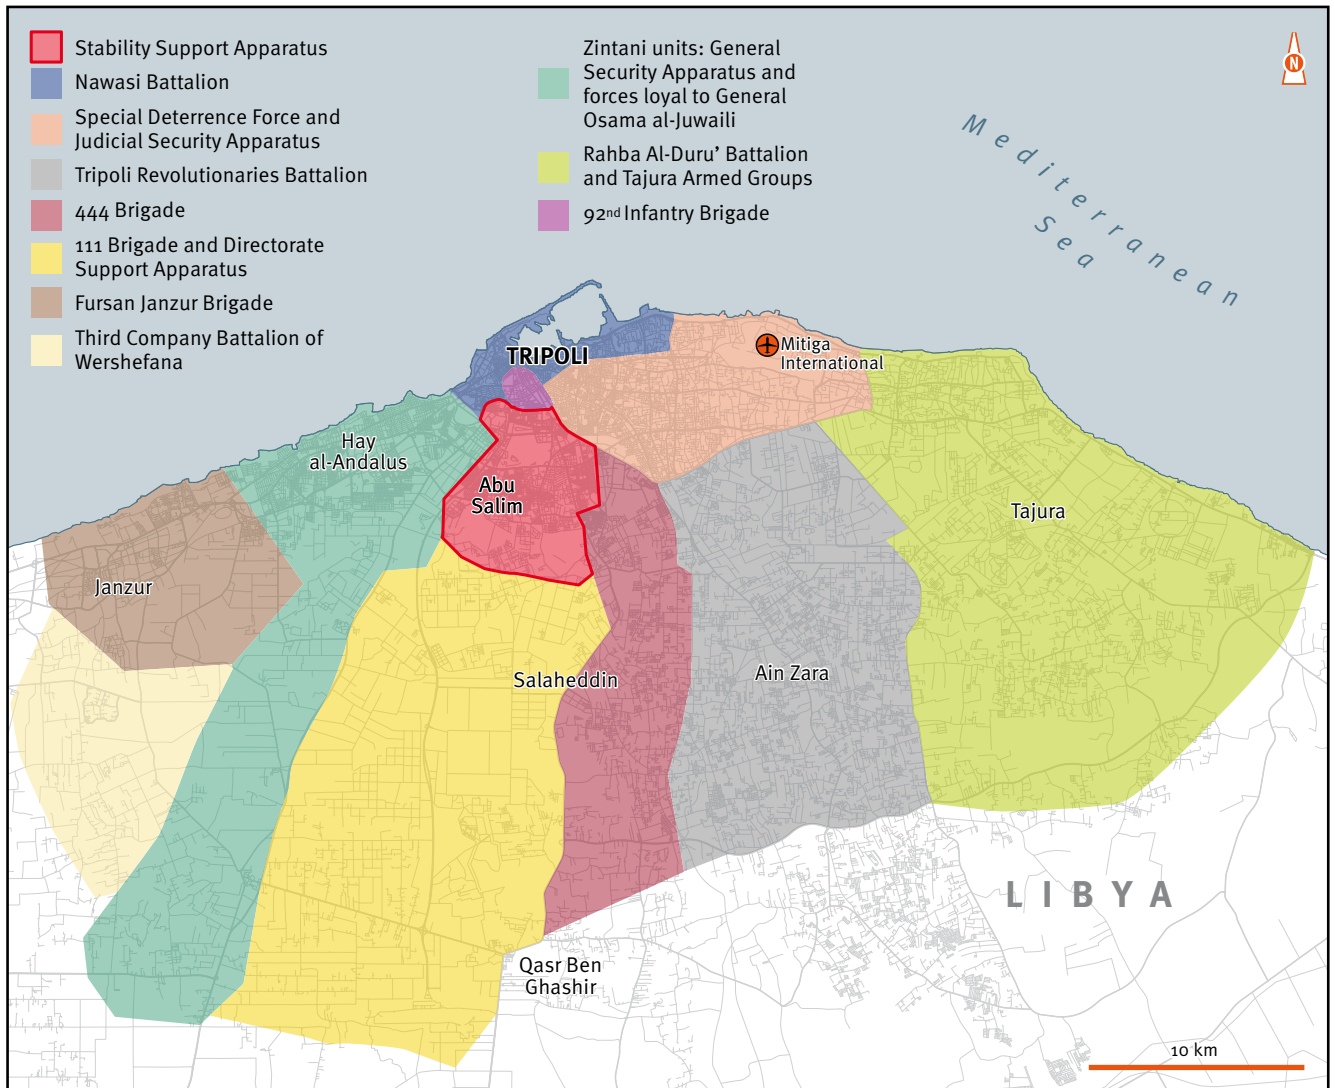 Stability Support Apparatus
Nawasi Battalion
Special Deterrence Force and
Judicial Security Apparatus
Tripoli Revolutionaries Battalion
444 Brigade
111 Brigade and Directorate
Support Apparatus
Fursan Janzur Brigade
Third Company Battalion of
Wershefana
Zintani units: General
Security Apparatus and
forces loyal to General
Osama al-Juwaili
Rahba Al-Duru’ Battalion
and Tajura Armed Groups
92nd Infantry Brigade
N
Mediterranean
Sea
TRIPOLI
Mitiga
International
Hay
al-Andalus
Abu
Salim
Tajura
Janzur
Salaheddin
Ain Zara
LIBYA
Qasr Ben
Ghashir
10 km